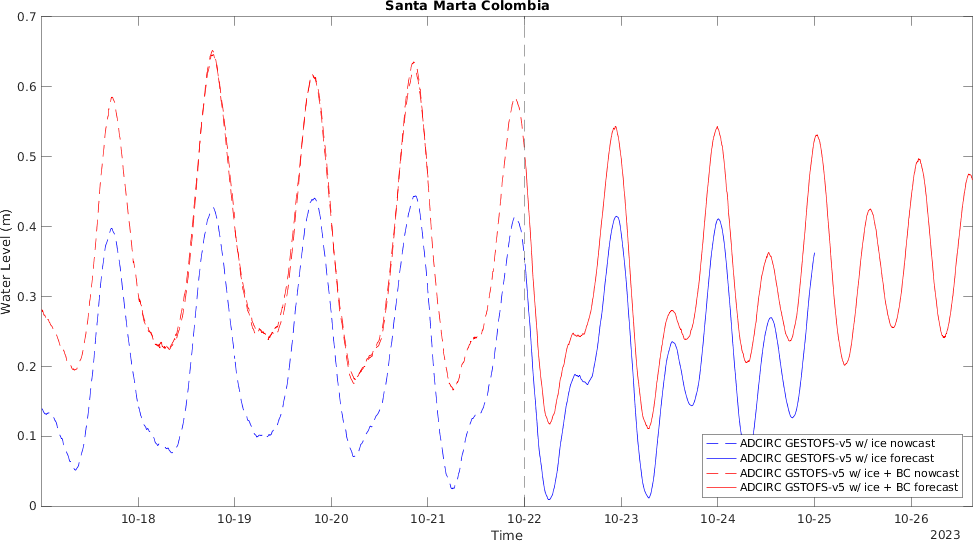 Santa Marta Colombia
Water Level (m)
0.7
0.6
0.5
0.4
0.3
0.2
0.1
0
ADCIRC GESTOFS-v5 w/ ice nowcast
ADCIRC GESTOFS-v5 w/ ice forecast
ADCIRC GSTOFS-v5 w/ ice + BC nowcast
ADCIRC GSTOFS-v5 w/ ice + BC forecast
10-18 10-19 10-20 10-21 10-22 10-23 10-24 10-25 10-26
Time
2023